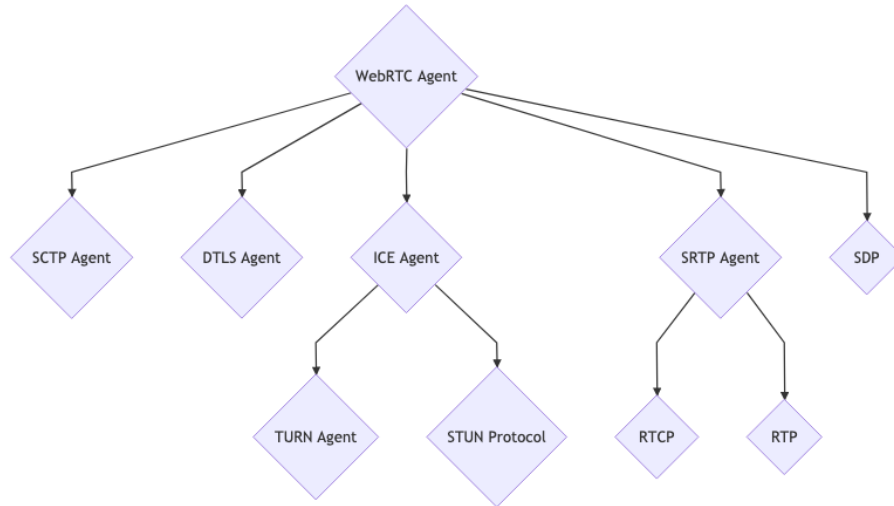 WebRTC Agent
SCTP Agent
DTLS Agent
ICE Agent
SRTP Agent
SDP
TURN Agent
STUN Protocol
RTCP
RTP